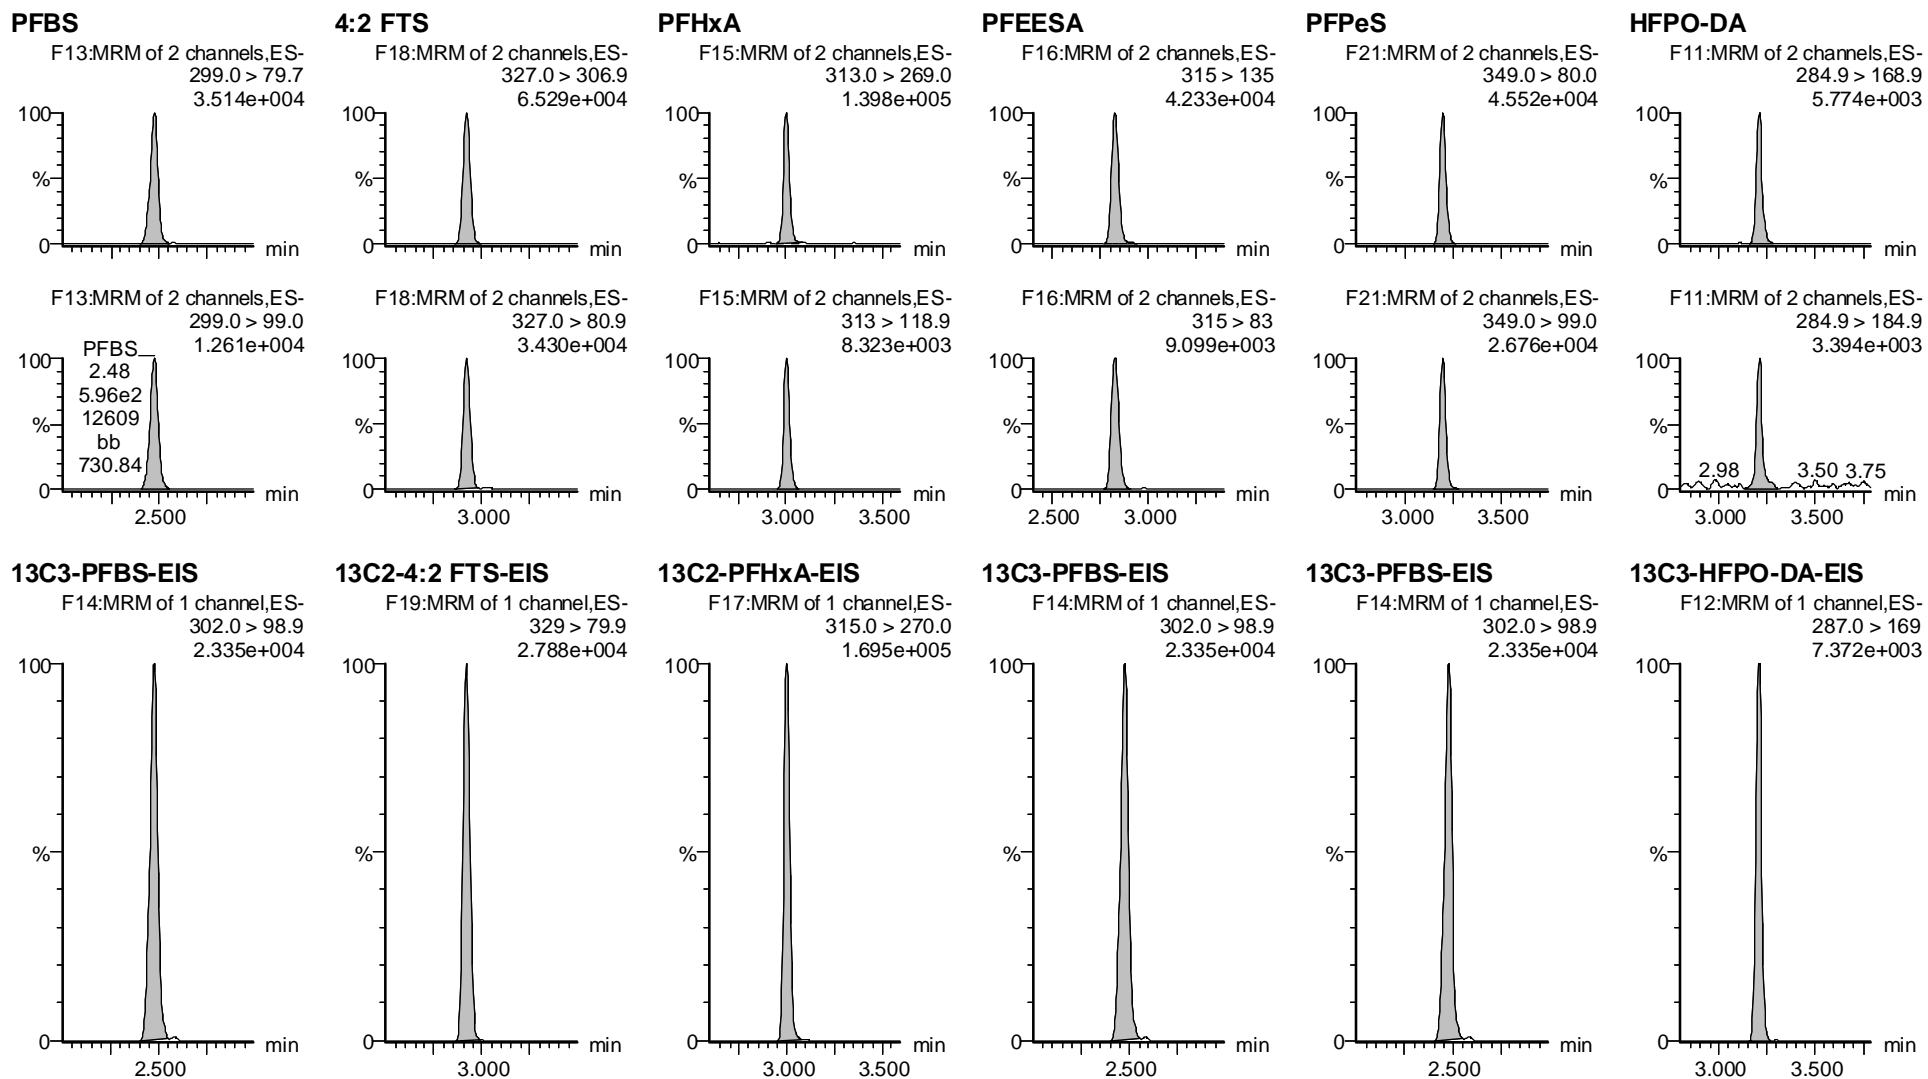 PFBS
F13:MRM of 2 channels,ES-
299.0 > 79.7
3.514e+004
100
%
0
min
F13:MRM of 2 channels,ES-
299.0 > 99.0
1.261e+004
PFBS
2.48
5.96e2
12609
bb
730.84
100
%
0
min
2.500
4:2 FTS
F18:MRM of 2 channels,ES-
327.0 > 306.9
6.529e+004
100
%
0
min
F18:MRM of 2 channels,ES-
327.0 > 80.9
3.430e+004
100
%
0
min
3.000
PFHxA
F15:MRM of 2 channels,ES-
313.0 > 269.0
1.398e+005
100
%
0
min
F15:MRM of 2 channels,ES-
313 > 118.9
8.323e+003
100
%
0
min
3.000 3.500
PFEESA
F16:MRM of 2 channels,ES-
315 > 135
4.233e+004
100
%
0
min
F16:MRM of 2 channels,ES-
315 > 83
9.099e+003
100
%
0
min
2.500 3.000
PFPeS
F21:MRM of 2 channels,ES-
349.0 > 80.0
4.552e+004
100
%
0
min
F21:MRM of 2 channels,ES-
349.0 > 99.0
2.676e+004
100
%
0
min
3.000 3.500
HFPO-DA
F11:MRM of 2 channels,ES-
284.9 > 168.9
5.774e+003
100
%
0
min
F11:MRM of 2 channels,ES-
284.9 > 184.9
3.394e+003
100
%
2.98 3.50 3.75
0
min
3.000 3.500
13C3-PFBS-EIS
F14:MRM of 1 channel,ES-
302.0 > 98.9
2.335e+004
100
%
0
min
2.500
13C2-4:2 FTS-EIS
F19:MRM of 1 channel,ES-
329 > 79.9
2.788e+004
100
%
0
min
3.000
13C2-PFHxA-EIS
F17:MRM of 1 channel,ES-
315.0 > 270.0
1.695e+005
100
%
0
min
3.000 3.500
13C3-PFBS-EIS
F14:MRM of 1 channel,ES-
302.0 > 98.9
2.335e+004
100
%
0
min
2.500
13C3-PFBS-EIS
F14:MRM of 1 channel,ES-
302.0 > 98.9
2.335e+004
100
%
0
min
2.500
13C3-HFPO-DA-EIS
F12:MRM of 1 channel,ES-
287.0 > 169
7.372e+003
100
%
0
min
3.000 3.500